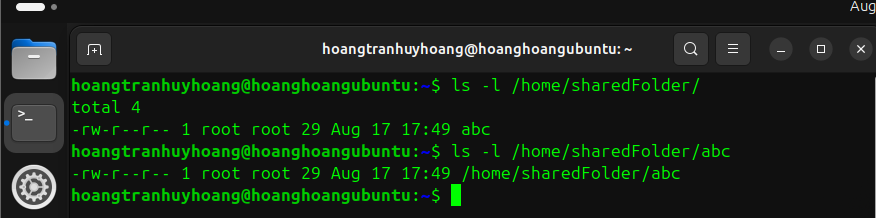 Aug
hoangtranhuyhoang@hoanghoangubuntu: ~
hoangtranhuyhoang@hoanghoangubuntu:~$ ls -l /home/sharedFolder/
total 4
-rw-r--r-- 1 root root 29 Aug 17 17:49 abc
hoangtranhuyhoang@hoanghoangubuntu:~$ ls -l /home/sharedFolder/abc
-rw-r--r-- 1 root root 29 Aug 17 17:49 /home/sharedFolder/abc
hoangtranhuyhoang@hoanghoangubuntu:~$